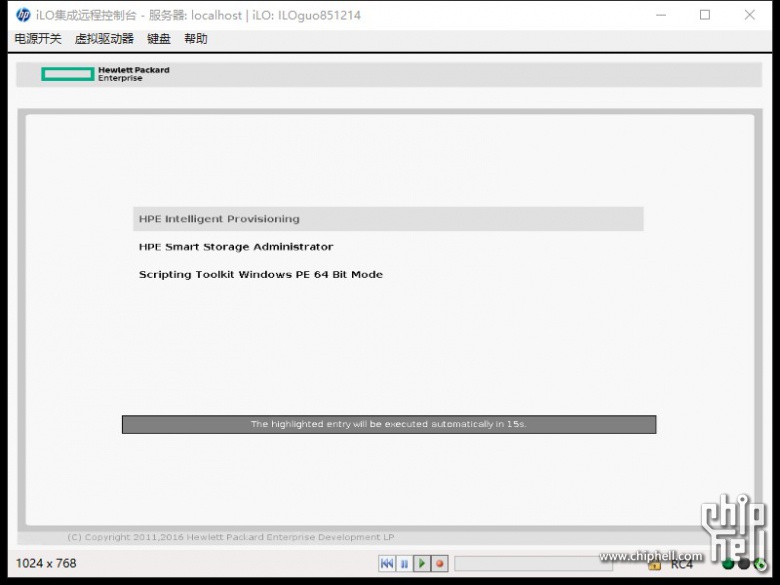 iLO集成远程控制台 - 服务器: localhost | iLO: ILOguo851214
电源开关 虚拟驱动器 键盘 帮助
Hewlett Packard
Enterprise
HPE Intelligent Provisioning
HPE Smart Storage Administrator
Scripting Toolkit Windows PE 64 Bit Mode
The highlighted entry will be executed automatically in 15s.
(C) Copyright 2011,2016 Hewlett Packard Enterprise Development LP
1024 x 768
RC4
chip hell
www.chiphell.com